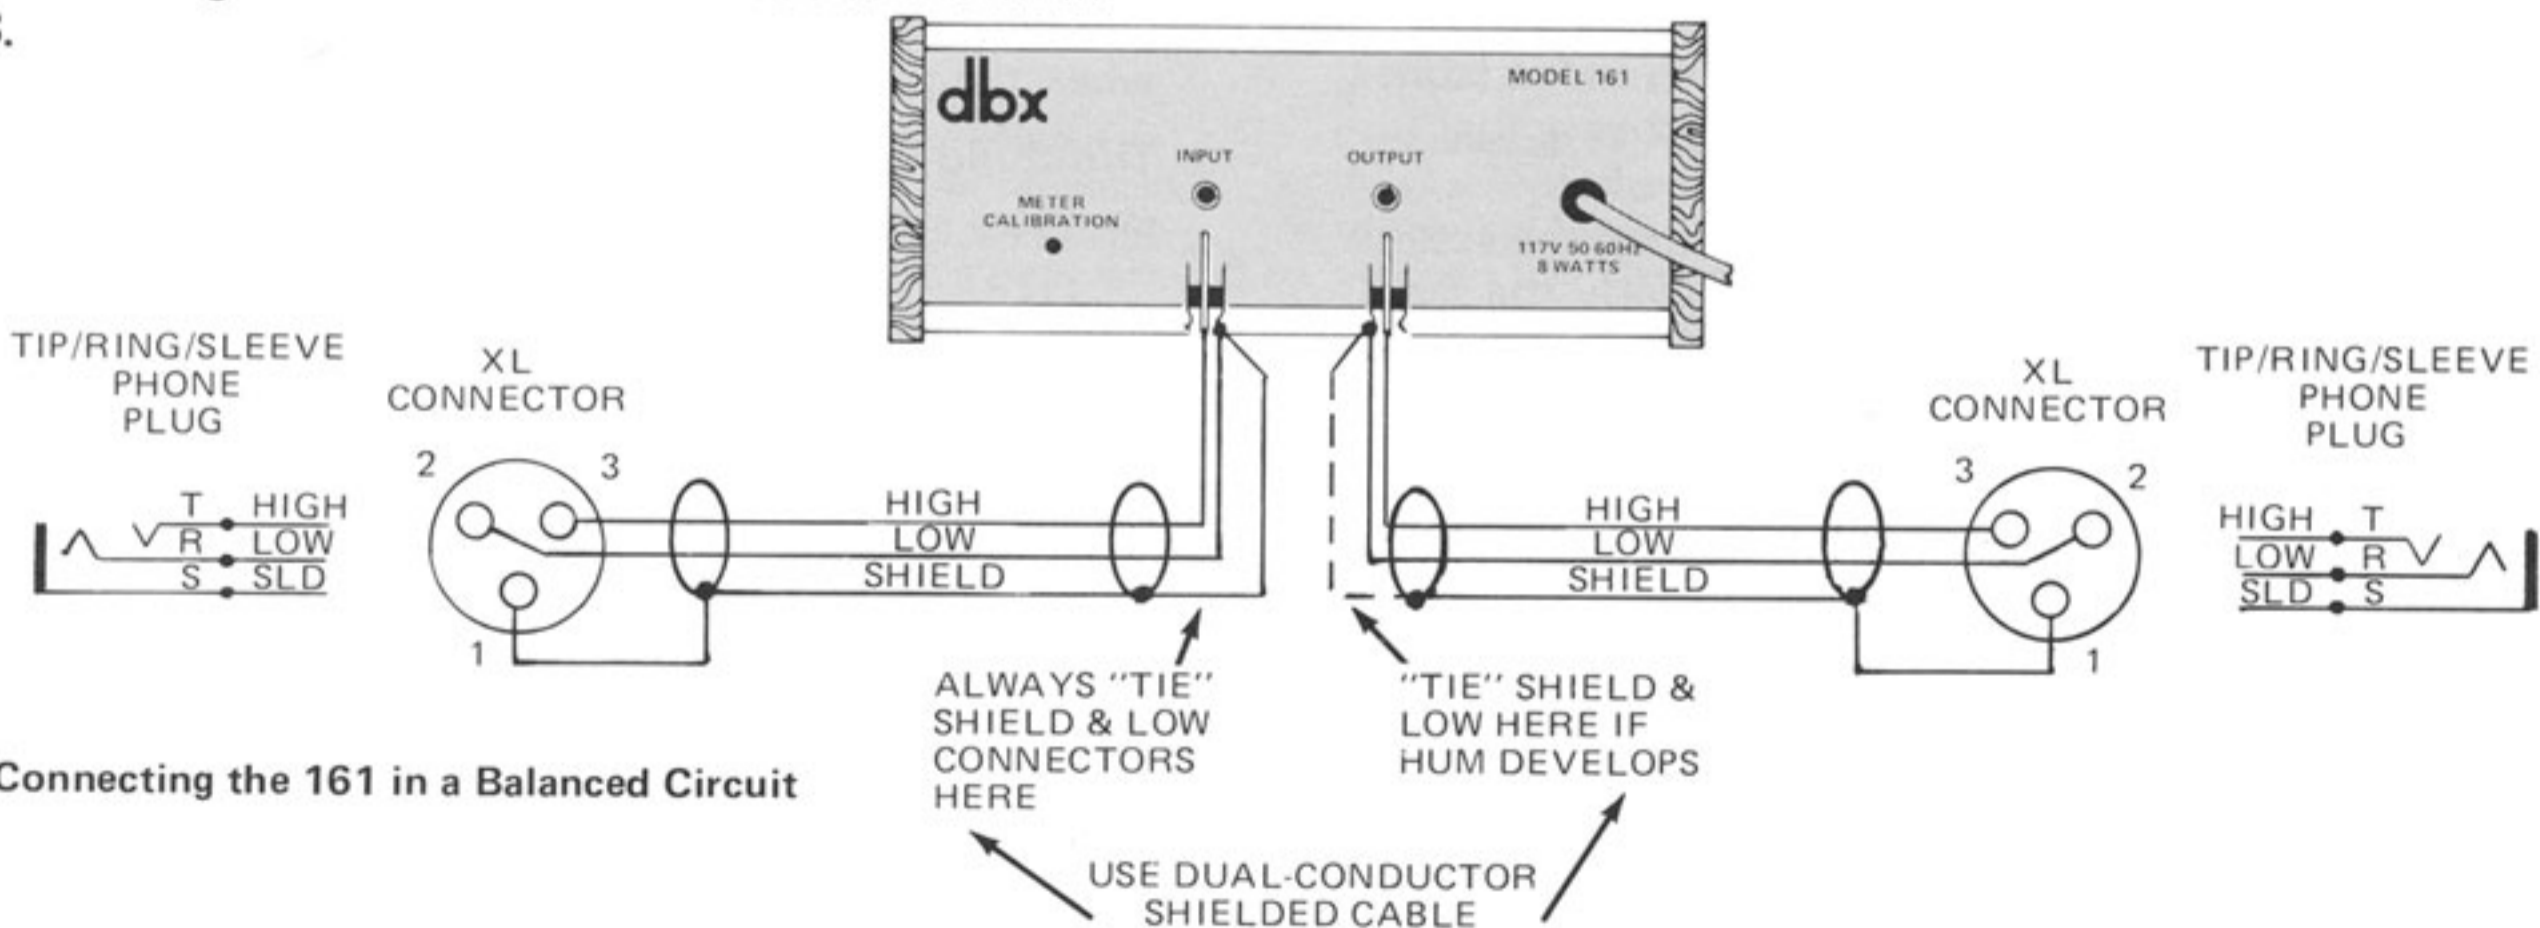 dbx
MODEL 161
INPUT
OUTPUT
METER
CALIBRATION
117V 50 60Hz
8 WATTS
TIP/RING/SLEEVE
PHONE
PLUG
XL
CONNECTOR
2
3
1
T
HIGH
R
LOW
S
SLD
HIGH
LOW
SHIELD
HIGH
LOW
SHIELD
XL
CONNECTOR
3
2
1
TIP/RING/SLEEVE
PHONE
PLUG
HIGH
T
LOW
R
SLD
S
ALWAYS "TIE"
SHIELD & LOW
CONNECTORS
HERE
"TIE" SHIELD &
LOW HERE IF
HUM DEVELOPS
Connecting the 161 in a Balanced Circuit
USE DUAL-CONDUCTOR
SHIELDED CABLE